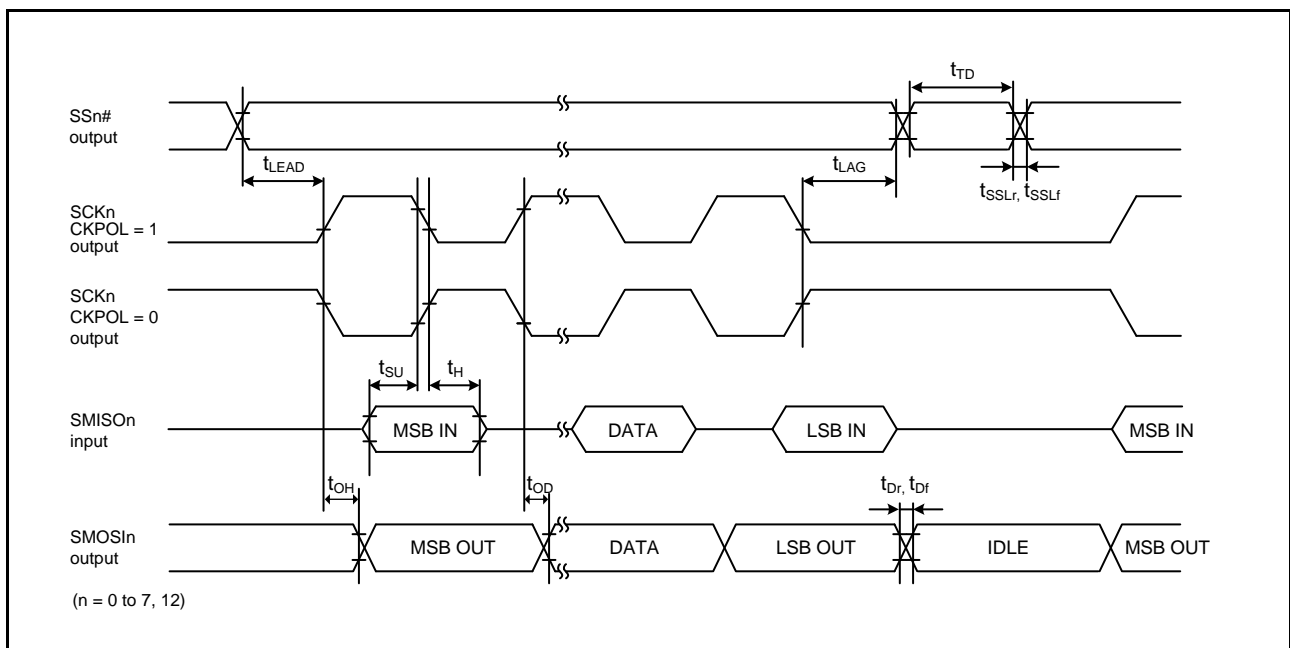 tTD
SSn#
output
tLEAD
tLAG
tSSLr, tSSLf
SCKn
CKPOL = 1
output
SCKn
CKPOL = 0
output
tSU
tH
SMISOn
input
MSB IN
DATA
LSB IN
MSB IN
tOH
tOD
tDr, tDf
SMOSIn
output
MSB OUT
DATA
LSB OUT
IDLE
MSB OUT
(n = 0 to 7, 12)